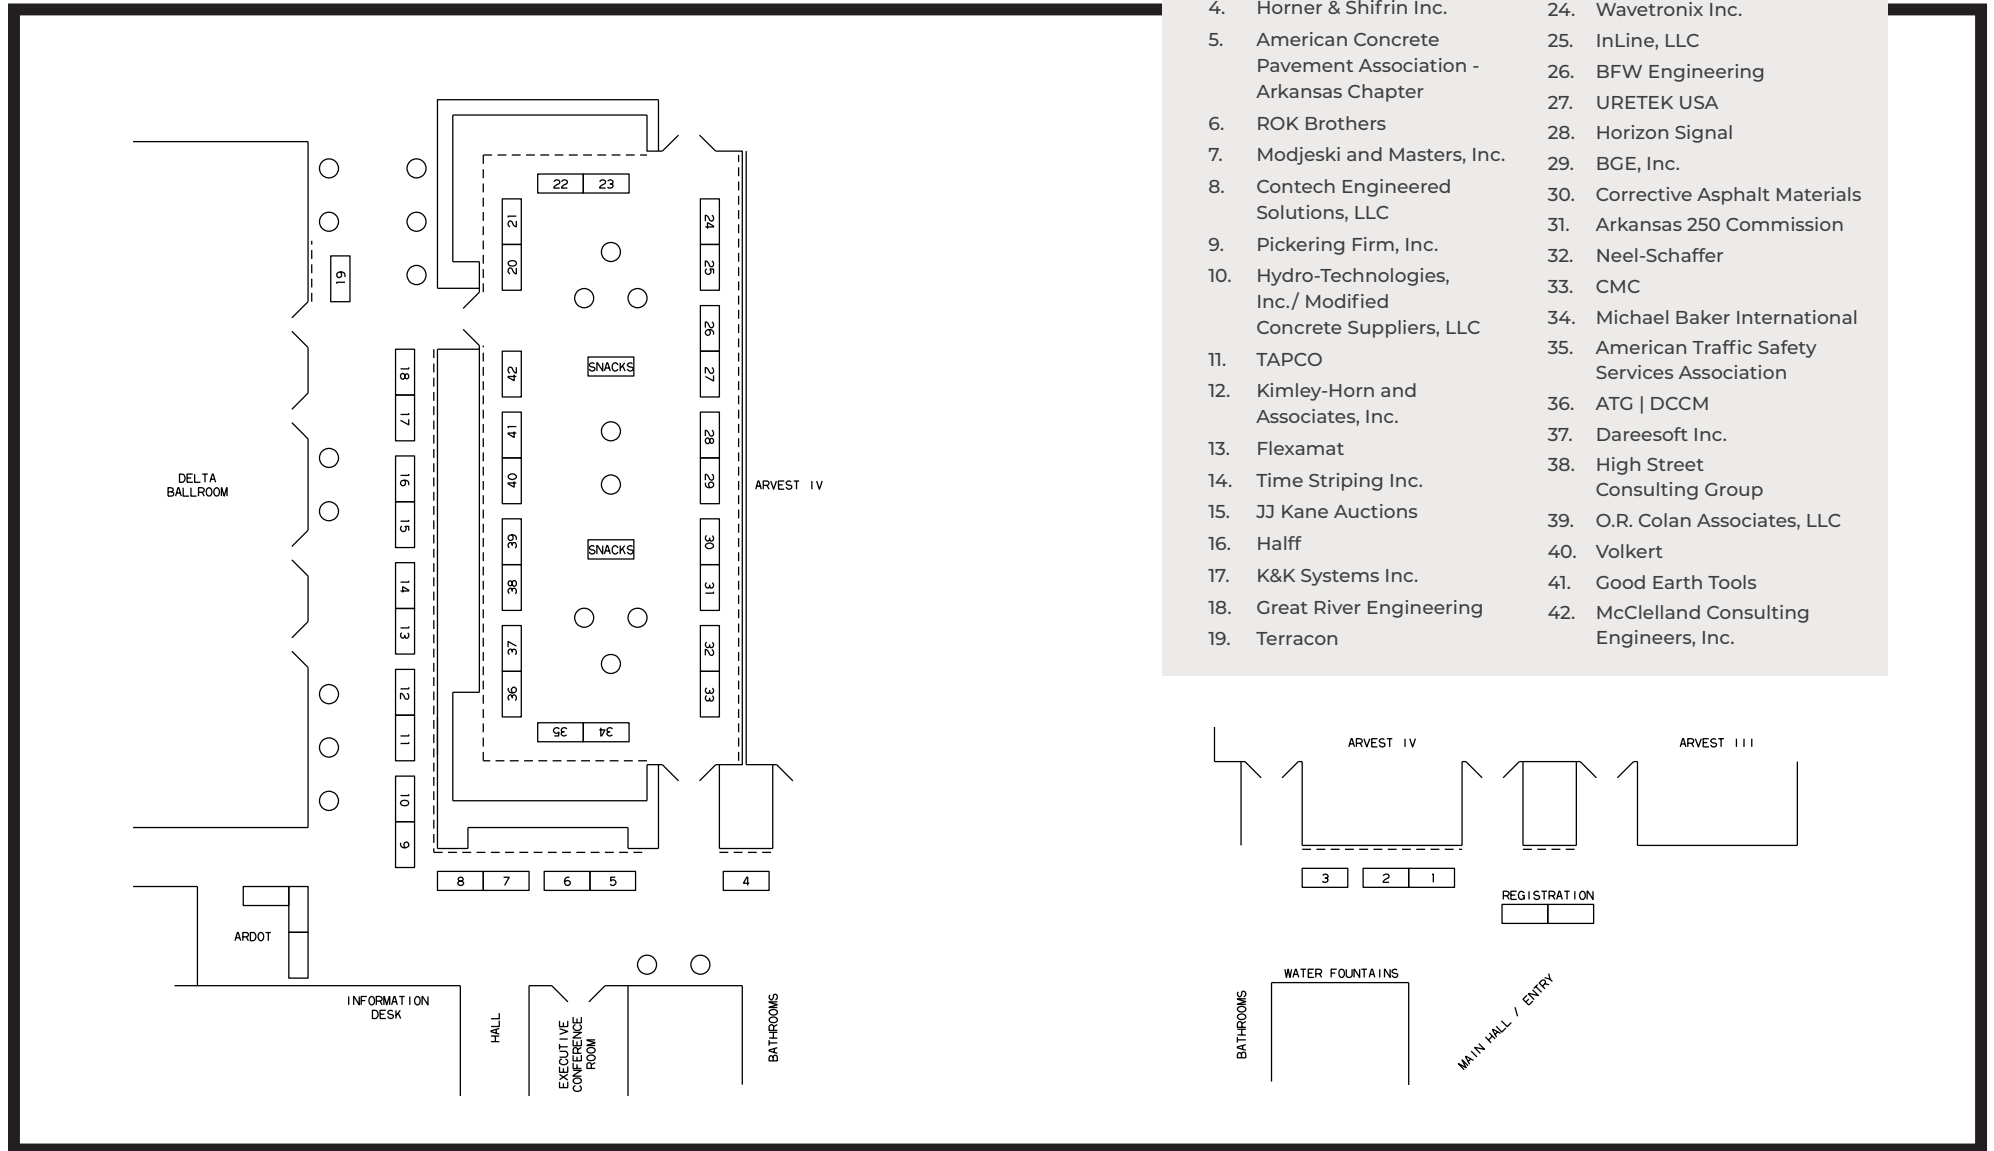 4. Horner & Shifrin Inc.
5. American Concrete
Pavement Association -
Arkansas Chapter
6. ROK Brothers
7. Modjeski and Masters, Inc.
8. Contech Engineered
Solutions, LLC
9. Pickering Firm, Inc.
10. Hydro-Technologies,
Inc./ Modified
Concrete Suppliers, LLC
11. TAPCO
12. Kimley-Horn and
Associates, Inc.
13. Flexamat
14. Time Striping Inc.
15. JJ Kane Auctions
16. Halff
17. K&K Systems Inc.
18. Great River Engineering
19. Terracon
24. Wavetronix Inc.
25. InLine, LLC
26. BFW Engineering
27. URETEK USA
28. Horizon Signal
29. BGE, Inc.
30. Corrective Asphalt Materials
31. Arkansas 250 Commission
32. Neel-Schaffer
33. CMC
34. Michael Baker International
35. American Traffic Safety
Services Association
36. ATG | DCCM
37. Dareesoft Inc.
38. High Street
Consulting Group
39. O.R. Colan Associates, LLC
40. Volkert
41. Good Earth Tools
42. McClelland Consulting
Engineers, Inc.
22 23
21
20
24
25
19
26
27
SNACKS
42
18
17
41
40
28
29
16
15
DELTA
BALLROOM
ARVEST IV
39
38
SNACKS
30
31
14
13
37
36
32
33
12
11
35 34
10
9
8 7 6 5 4
ARDOT
INFORMATION
DESK
HALL
EXECUTIVE
CONFERENCE
ROOM
BATHROOMS
ARVEST IV
ARVEST III
3 2 1
REGISTRATION
WATER FOUNTAINS
BATHROOMS
MAIN HALL / ENTRY